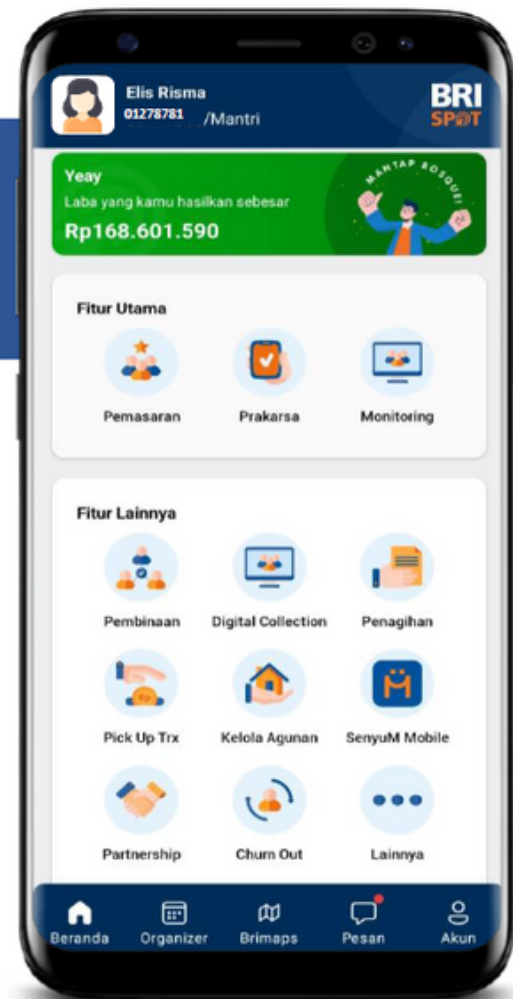 Elis Risma
01278781 /Mantri
BRI
SPOT
Yeay
Laba yang kamu hasilkan sebesar
Rp168.601.590
MANTAP BOSQUE!
Fitur Utama
Pemasaran Prakarsa Monitoring
Fitur Lainnya
Pembinaan Digital Collection Penagihan
Pick Up Trx Kelola Agunan SenyuM Mobile
Partnership Churn Out Lainnya
Beranda Organizer Brimaps Pesan Akun